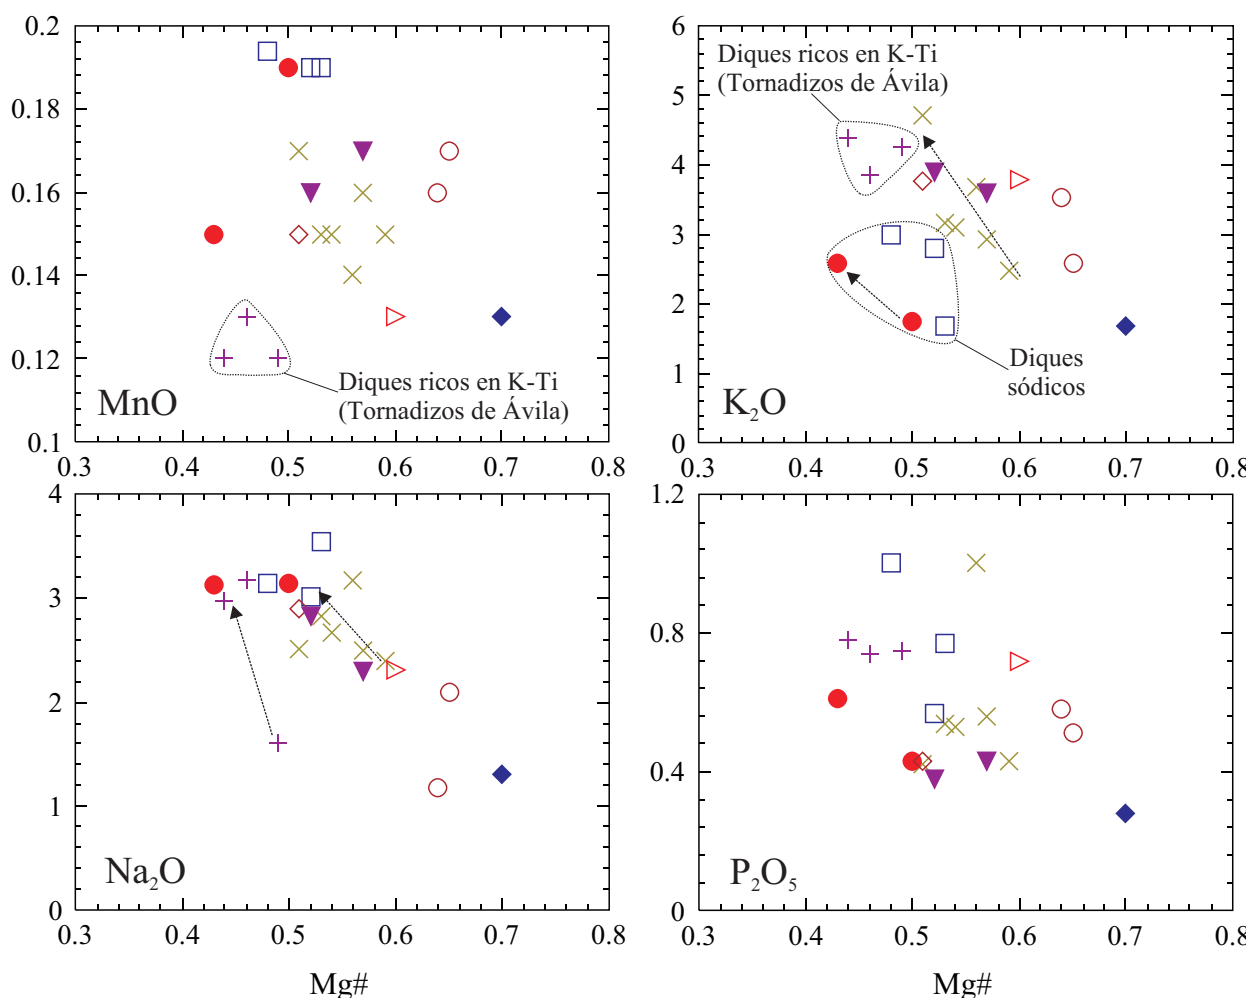 0.2
0.18
0.16
0.14
0.12
0.1
0.3 0.4 0.5 0.6 0.7 0.8
Diques ricos en K-Ti
(Tornadizos de Ávila)
MnO
6
5
4
3
2
1
0
0.3 0.4 0.5 0.6 0.7 0.8
Diques ricos en K-Ti
(Tornadizos de Ávila)
Diques
sódicos
K₂O
4
3
2
1
0
0.3 0.4 0.5 0.6 0.7 0.8
Na₂O
Mg#
1.2
0.8
0.4
0
0.3 0.4 0.5 0.6 0.7 0.8
P₂O₅
Mg#